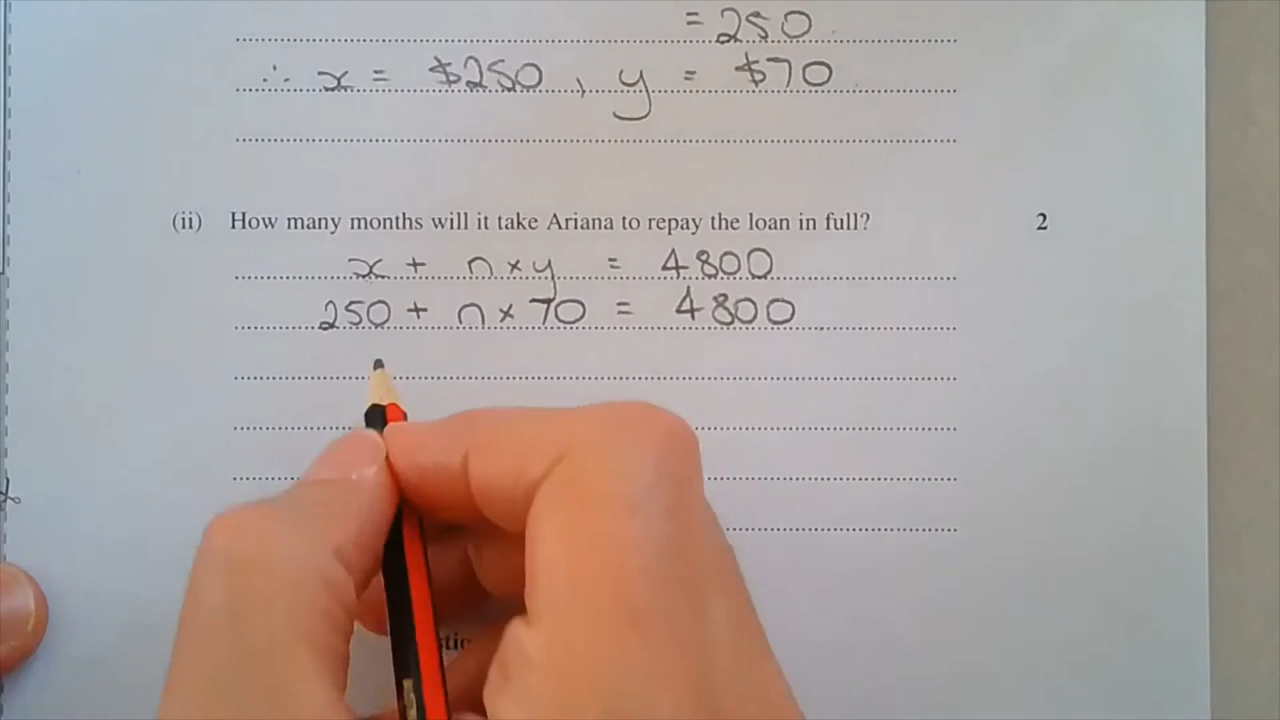 = 250
∴ x = $250, y = $70
(ii) How many months will it take Ariana to repay the loan in full? 2
x + n × y = 4800
250 + n × 70 = 4800